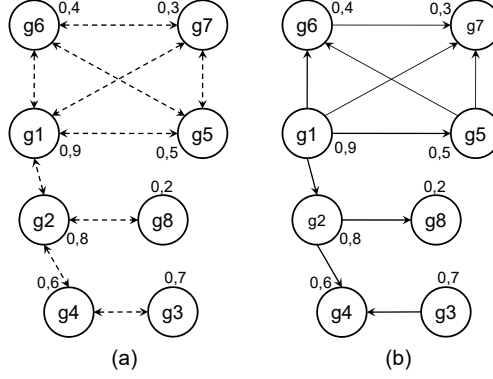 0,4 0,3 0,4 0,3
g6 g7 g6 g7
g1 g5 g1 g5
0,9 0,5 0,9 0,5
0,2 0,2
g2 g8 g2 g8
0,8 0,8
0,6 0,7 0,6 0,7
g4 g3 g4 g3
(a) (b)